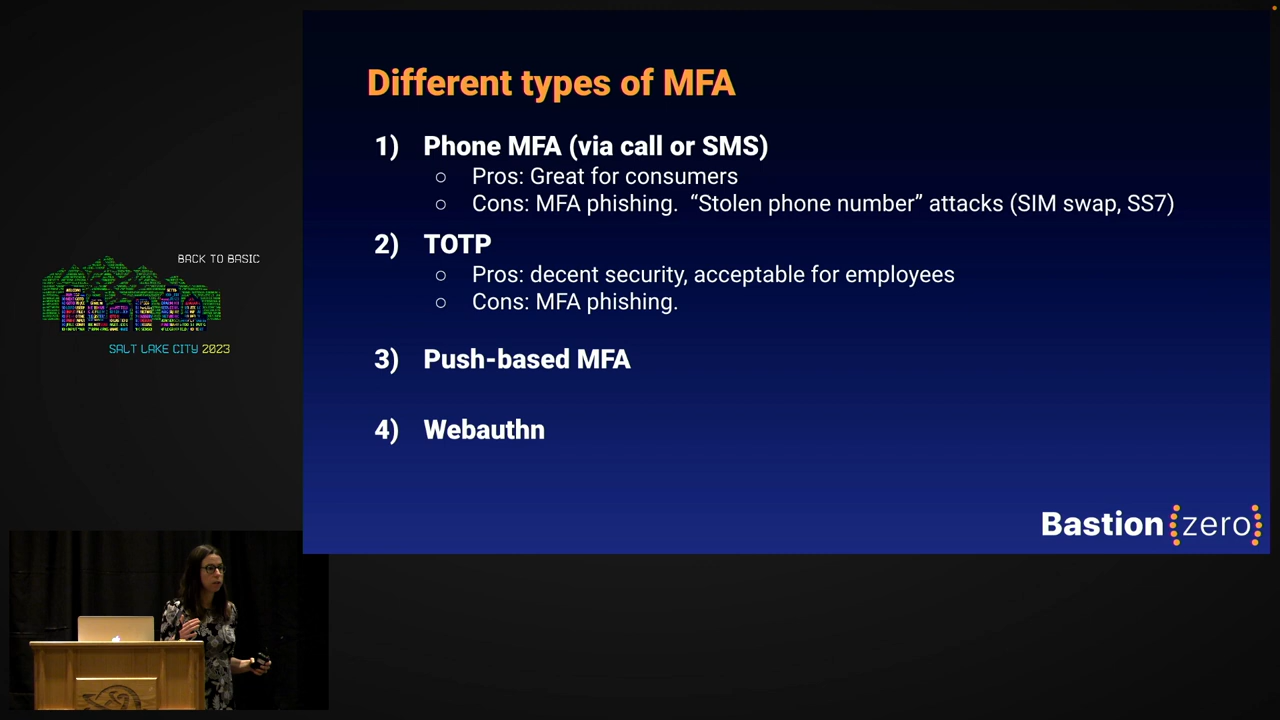 Different types of MFA
1) Phone MFA (via call or SMS)
○ Pros: Great for consumers
○ Cons: MFA phishing. “Stolen phone number” attacks (SIM swap, SS7)
2) TOTP
○ Pros: decent security, acceptable for employees
○ Cons: MFA phishing.
3) Push-based MFA
4) Webauthn
Bastion{zero}
BACK TO BASIC
SALT LAKE CITY 2023